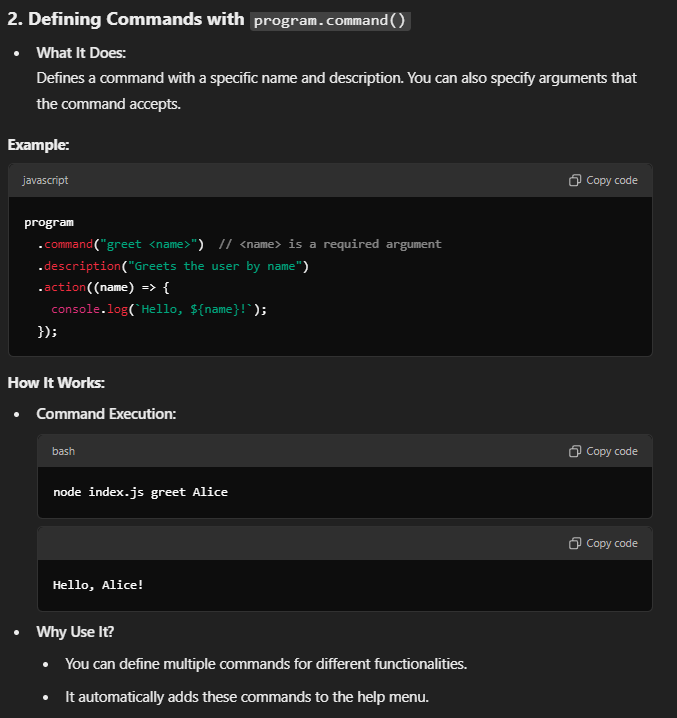 2. Defining Commands with program.command()
• What It Does:
Defines a command with a specific name and description. You can also specify arguments that
the command accepts.
Example:
javascript
Copy code
program
  .command("greet <name>")  // <name> is a required argument
  .description("Greets the user by name")
  .action((name) => {
    console.log(`Hello, ${name}!`);
  });
How It Works:
• Command Execution:
bash
Copy code
node index.js greet Alice
Copy code
Hello, Alice!
• Why Use It?
• You can define multiple commands for different functionalities.
• It automatically adds these commands to the help menu.